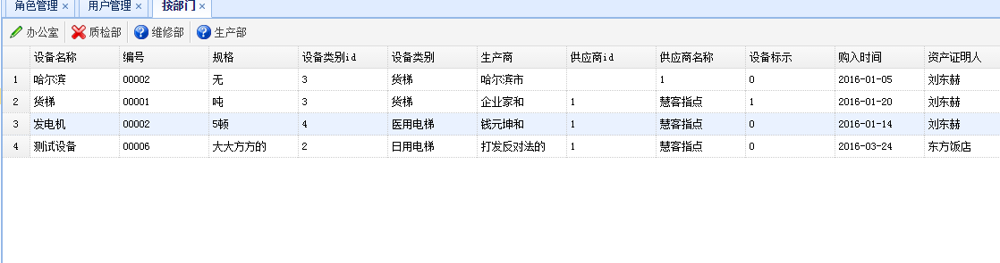 角色管理 用户管理 按部门
办公室 质检部 维修部 生产部
设备名称 编号 规格 设备类别id 设备类别 生产商 供应商id 供应商名称 设备标示 购入时间 资产证明人
1 哈尔滨 00002 无 3 货梯 哈尔滨市 1 0 2016-01-05 刘东赫
2 货梯 00001 吨 3 货梯 企业家和 1 慧客指点 1 2016-01-20 刘东赫
3 发电机 00002 5顿 4 医用电梯 钱元坤和 1 慧客指点 0 2016-01-14 刘东赫
4 测试设备 00006 大大方方的 2 日用电梯 打发反对法的 1 慧客指点 0 2016-03-24 东方饭店